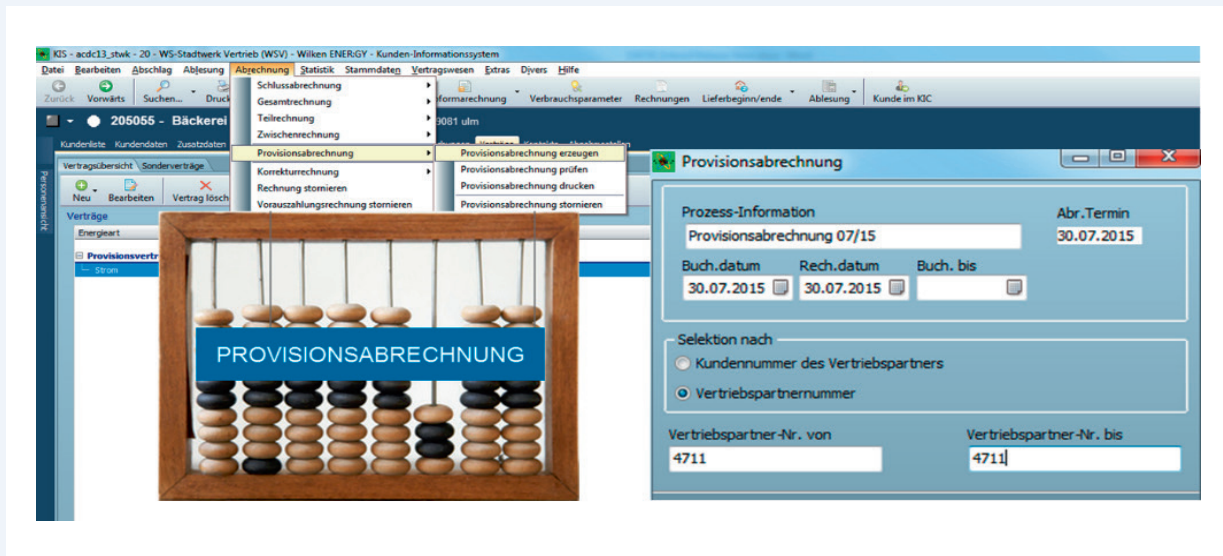 KIS - acdc13_stwk - 20 - WS-Stadtwerk Vertrieb (WSV) - Wilken ENER:GY - Kunden-Informationssystem
Datei Bearbeiten Abschlag Ablesung Abrechnung Statistik Stammdaten Vertragswesen Extras Divers Hilfe
Zurück Vorwärts Suchen... Druck formarechnung Verbrauchsparameter Rechnungen Lieferbeginn/ende Ablesung Kunde im KIC
205055 - Bäckerei 9081 ulm
Kundenliste Kundendaten Zusatzdaten Verträge Kontakte Abnahmestellen
Personenansicht
Vertragsübersicht Sonderverträge
Neu Bearbeiten Vertrag lösch
Verträge
Energieart
Provisionsvertr
Strom
Schlussabrechnung
Gesamtrechnung
Teilrechnung
Zwischenrechnung
Provisionsabrechnung
Korrekturrechnung
Rechnung stornieren
Vorauszahlungsrechnung stornieren
Provisionsabrechnung erzeugen
Provisionsabrechnung prüfen
Provisionsabrechnung drucken
Provisionsabrechnung stornieren
PROVISIONSABRECHNUNG
Provisionsabrechnung
Prozess-Information Abr.Termin
Provisionsabrechnung 07/15 30.07.2015
Buch.datum Rech.datum Buch. bis
30.07.2015 30.07.2015
Selektion nach
Kundennummer des Vertriebspartners
Vertriebspartnernummer
Vertriebspartner-Nr. von Vertriebspartner-Nr. bis
4711 4711